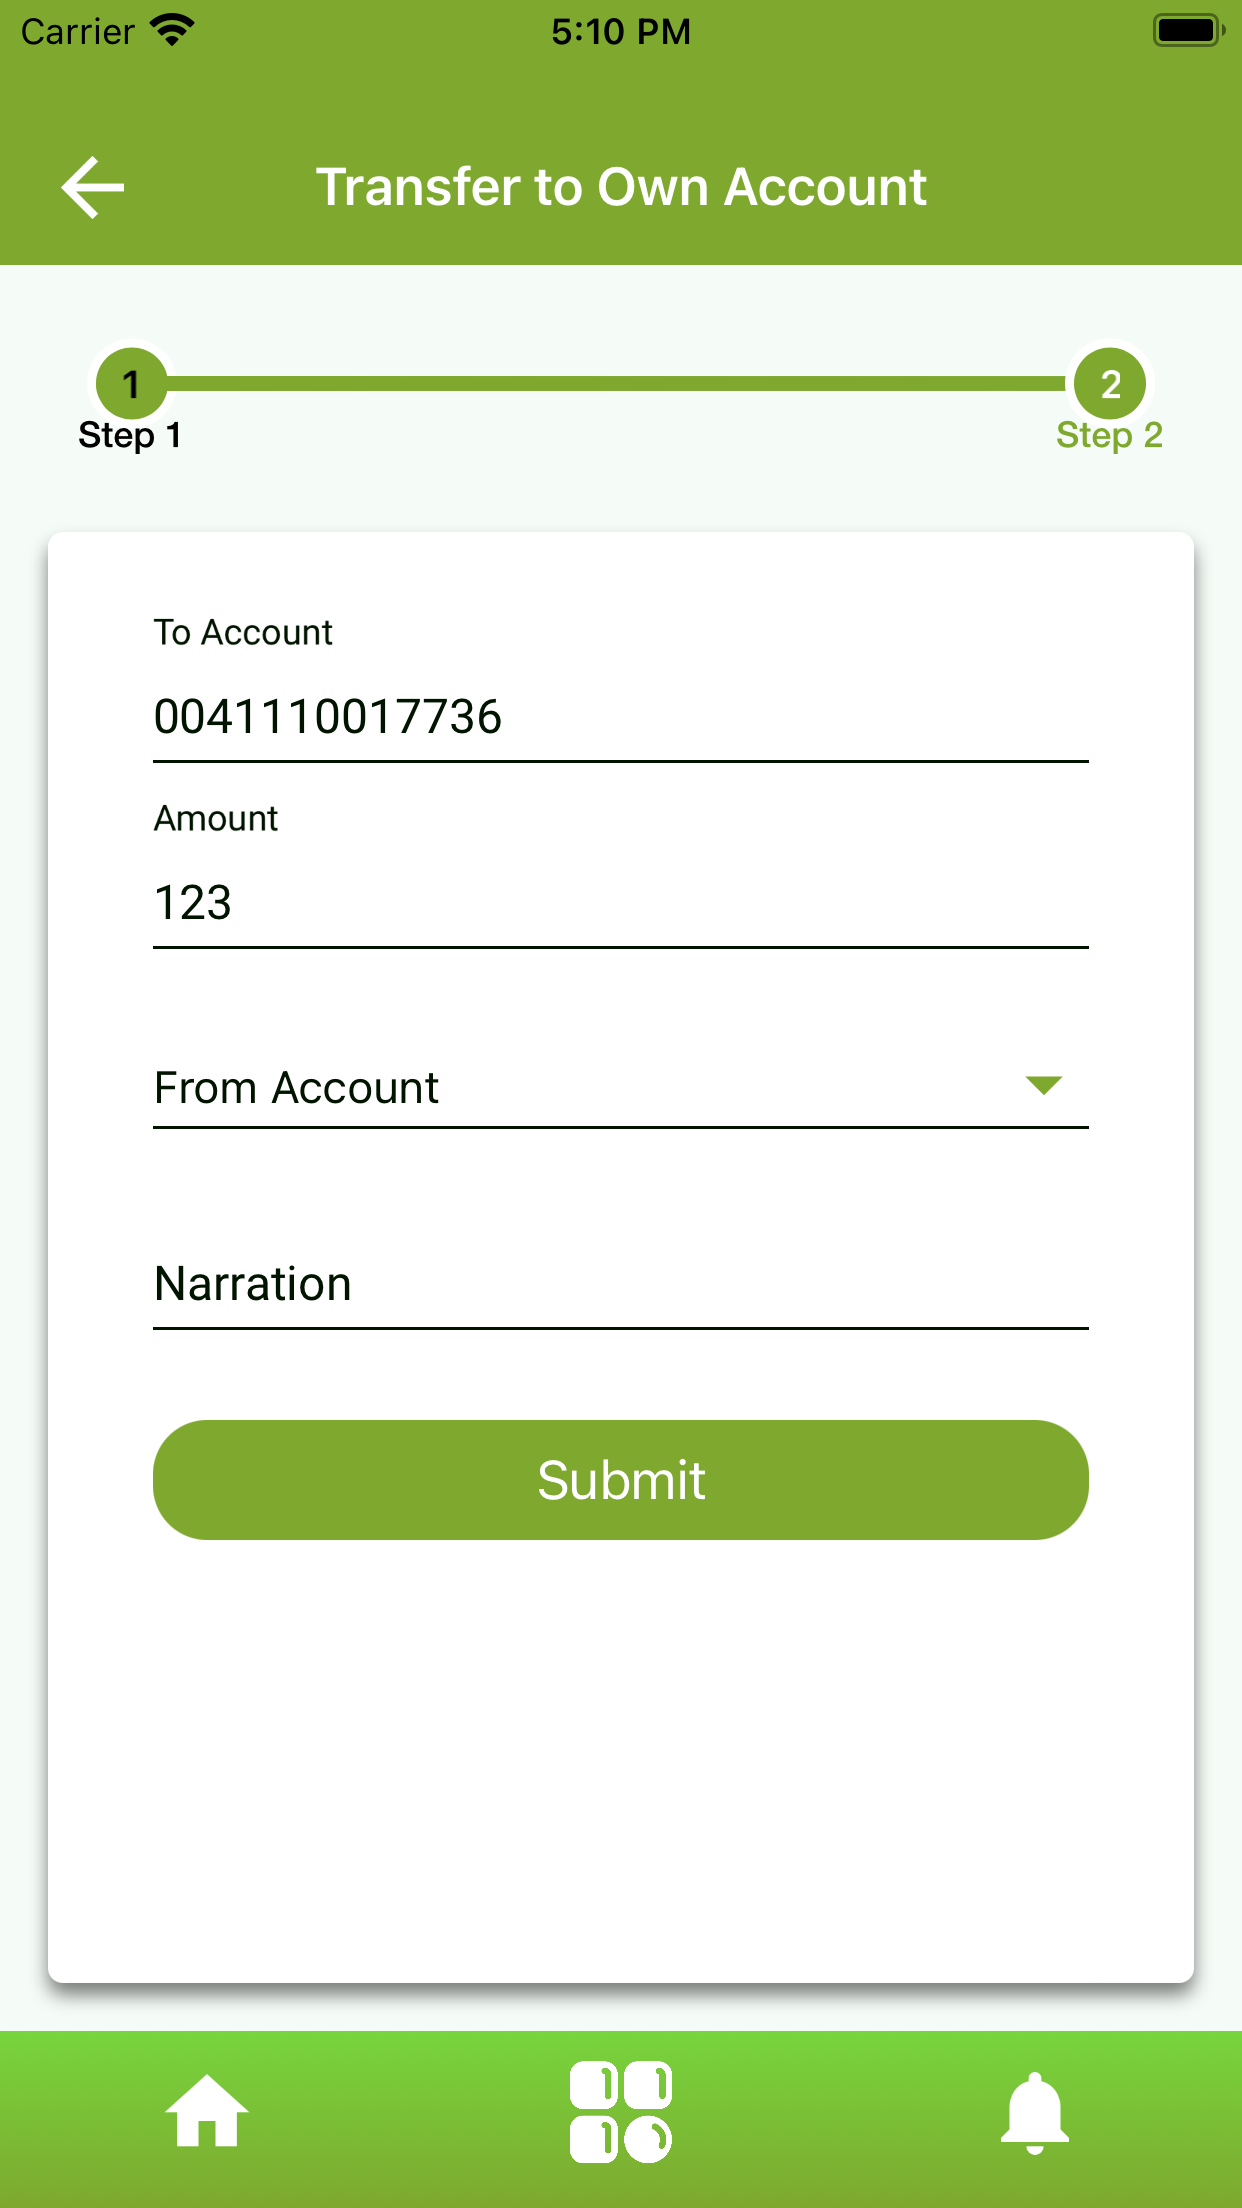 Carrier 5:10 PM
Transfer to Own Account
1 2
Step 1 Step 2
To Account
0041110017736
Amount
123
From Account
Narration
Submit